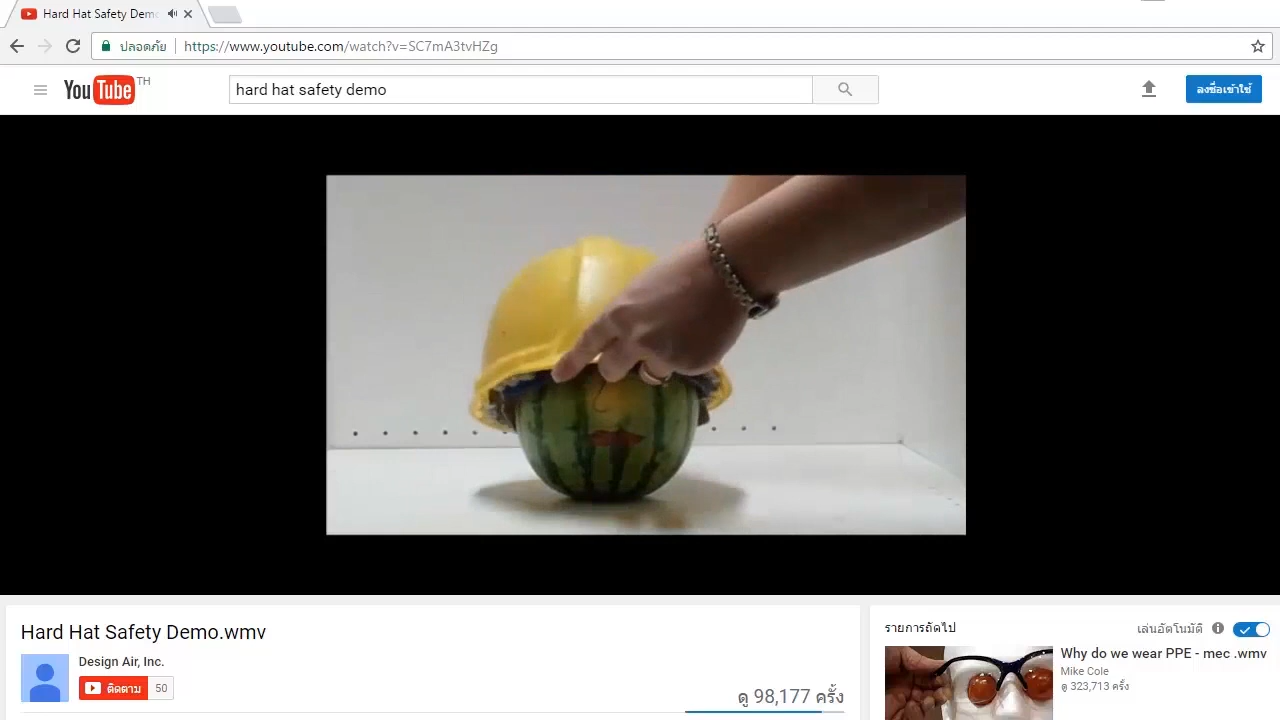 Hard Hat Safety Demo
ปลอดภัย
https://www.youtube.com/watch?v=SC7mA3tvHZg
YouTube TH
hard hat safety demo
ลงชื่อเข้าใช้
Hard Hat Safety Demo.wmv
Design Air, Inc.
ติดตาม 50
ดู 98,177 ครั้ง
รายการถัดไป
เล่นอัตโนมัติ
Why do we wear PPE - mec .wmv
Mike Cole
ดู 323,713 ครั้ง